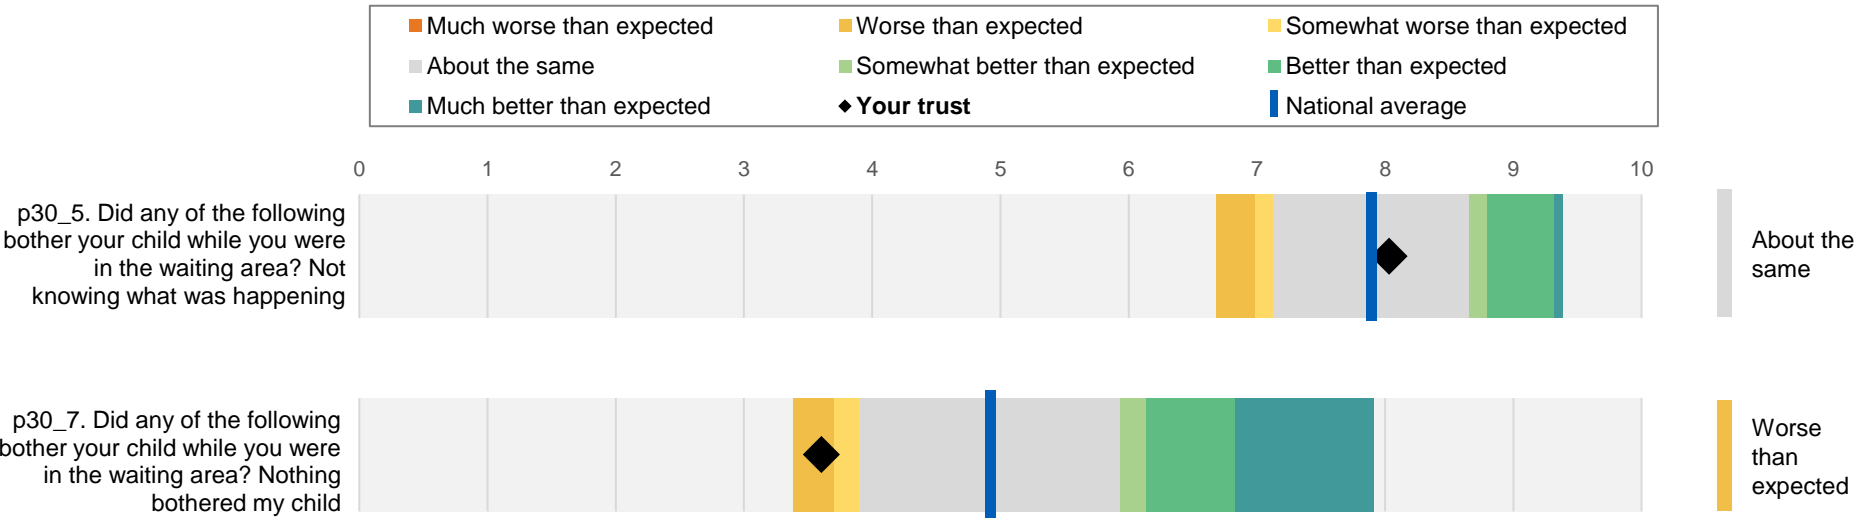 Much worse than expected
Worse than expected
Somewhat worse than expected
About the same
Somewhat better than expected
Better than expected
Much better than expected
Your trust
National average
0 1 2 3 4 5 6 7 8 9 10
p30_5. Did any of the following
bother your child while you were
in the waiting area? Not
knowing what was happening
About the
same
p30_7. Did any of the following
bother your child while you were
in the waiting area? Nothing
bothered my child
Worse
than
expected